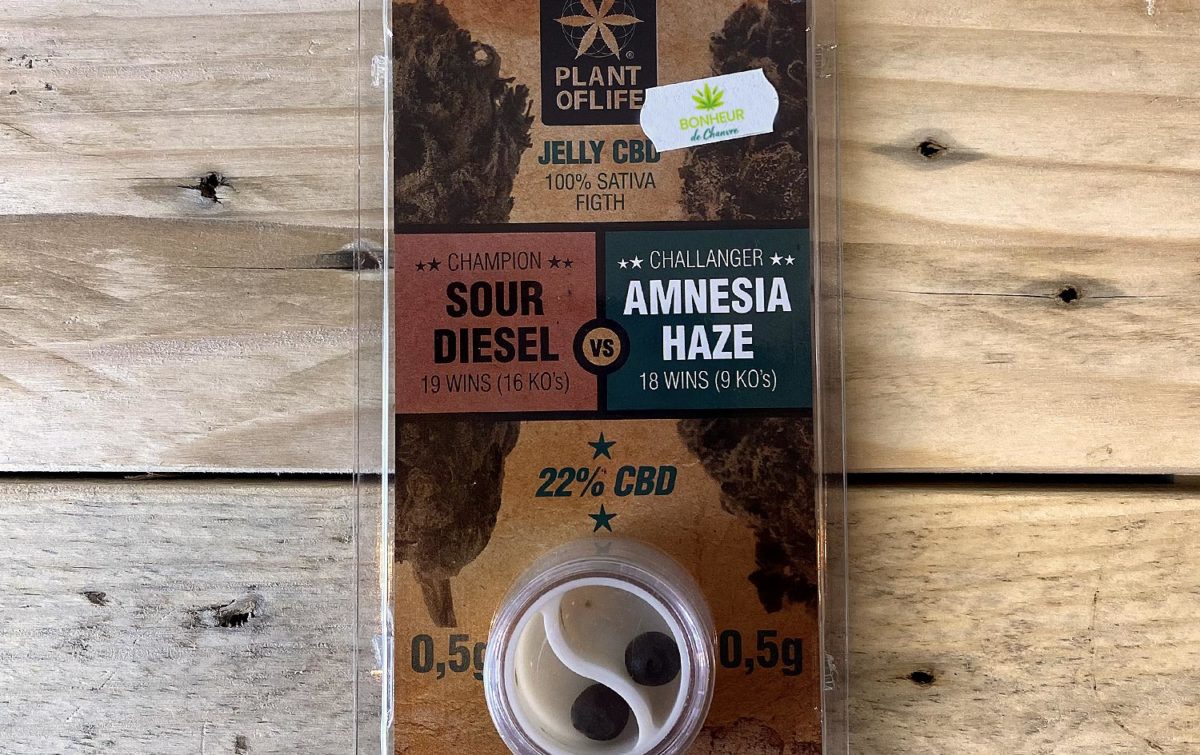 PLANT
OFLIFE
®
BONHEUR
de Chanvre
JELLY CBD
100% SATIVA
FIGTH
★★ CHAMPION ★★
SOUR
DIESEL
19 WINS (16 KO's)
VS
★★ CHALLANGER ★★
AMNESIA
HAZE
18 WINS (9 KO's)
22% CBD
0,5g
0,5g